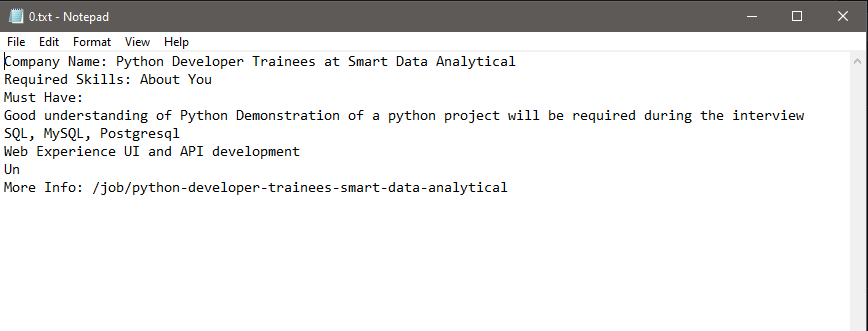 0.txt - Notepad
File Edit Format View Help
Company Name: Python Developer Trainees at Smart Data Analytical
Required Skills: About You
Must Have:
Good understanding of Python Demonstration of a python project will be required during the interview
SQL, MySQL, Postgresql
Web Experience UI and API development
Un
More Info: /job/python-developer-trainees-smart-data-analytical